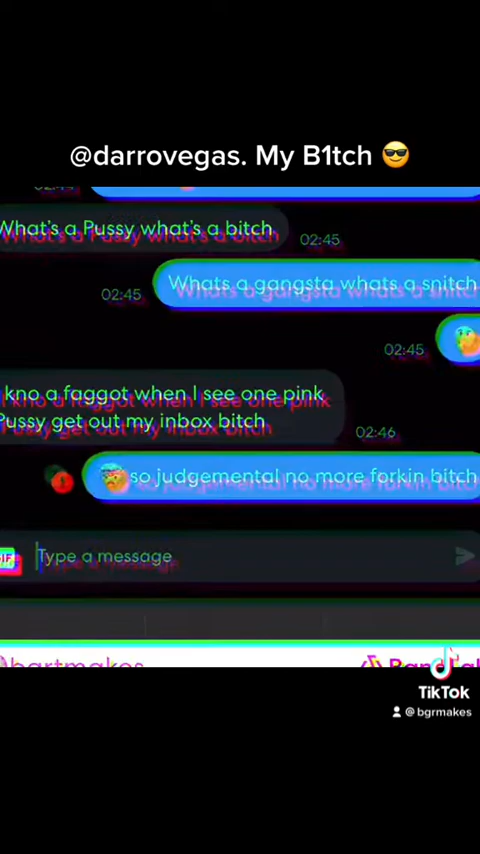 @darrovegas. My B1tch 😎
What's a Pussy what's a bitch
02:45
Whats a gangsta whats a snitch
02:45
02:45
kno a faggot when I see one pink
Pussy get out my inbox bitch
02:46
so judgemental no more forkin bitch
GIF
Type a message
TikTok
@bgrmakes